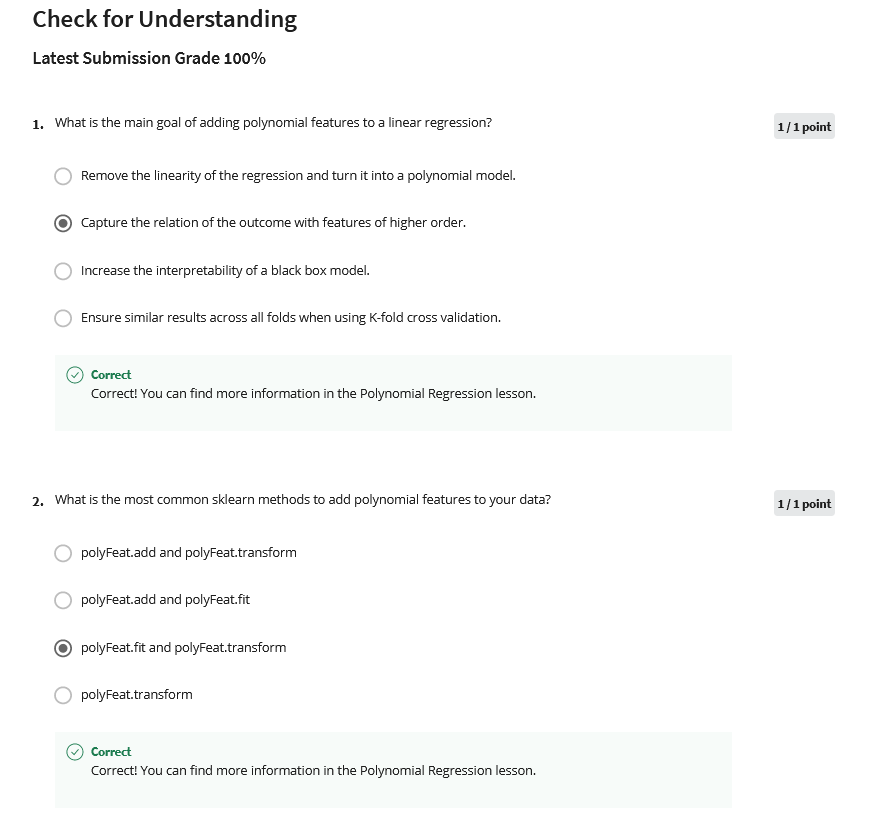 Check for Understanding
Latest Submission Grade 100%
1. What is the main goal of adding polynomial features to a linear regression?
1 / 1 point
Remove the linearity of the regression and turn it into a polynomial model.
Capture the relation of the outcome with features of higher order.
Increase the interpretability of a black box model.
Ensure similar results across all folds when using K-fold cross validation.
Correct
Correct! You can find more information in the Polynomial Regression lesson.
2. What is the most common sklearn methods to add polynomial features to your data?
1 / 1 point
polyFeat.add and polyFeat.transform
polyFeat.add and polyFeat.fit
polyFeat.fit and polyFeat.transform
polyFeat.transform
Correct
Correct! You can find more information in the Polynomial Regression lesson.